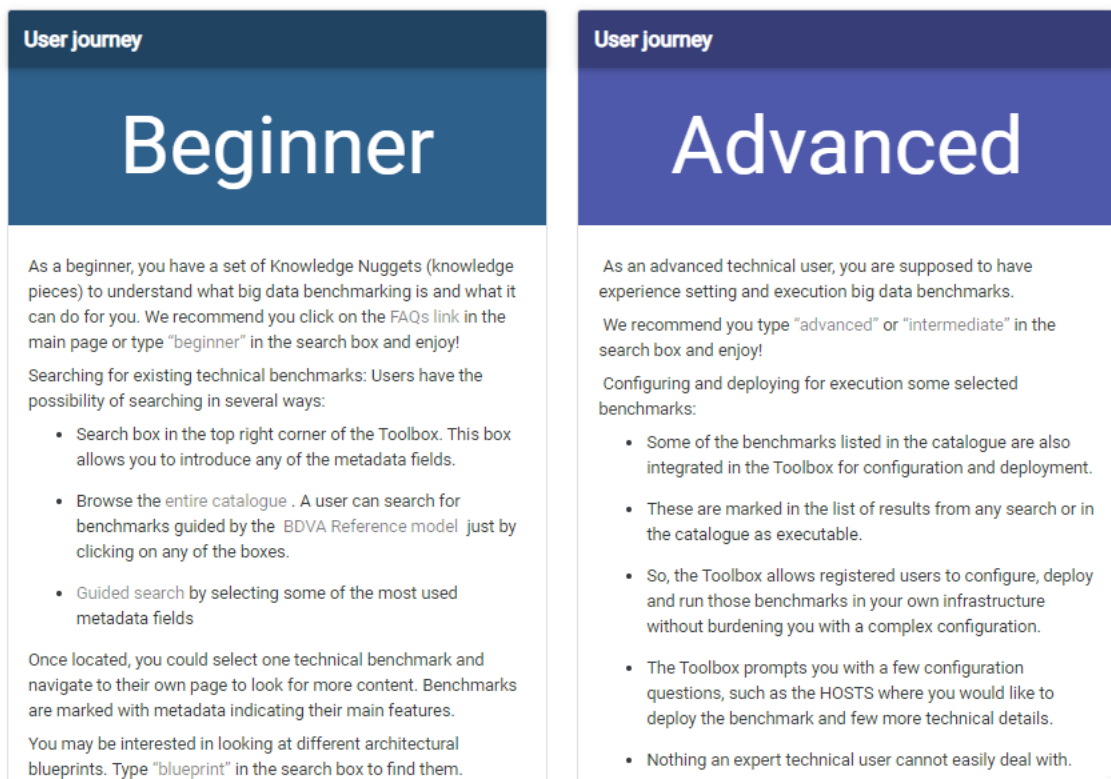 User journey
Beginner
As a beginner, you have a set of Knowledge Nuggets (knowledge
pieces) to understand what big data benchmarking is and what it
can do for you. We recommend you click on the FAQs link in the
main page or type “beginner” in the search box and enjoy!
Searching for existing technical benchmarks: Users have the
possibility of searching in several ways:
• Search box in the top right corner of the Toolbox. This box
allows you to introduce any of the metadata fields.
• Browse the entire catalogue . A user can search for
benchmarks guided by the BDVA Reference model just by
clicking on any of the boxes.
• Guided search by selecting some of the most used
metadata fields
Once located, you could select one technical benchmark and
navigate to their own page to look for more content. Benchmarks
are marked with metadata indicating their main features.
You may be interested in looking at different architectural
blueprints. Type “blueprint” in the search box to find them.
User journey
Advanced
As an advanced technical user, you are supposed to have
experience setting and execution big data benchmarks.
We recommend you type “advanced” or “intermediate” in the
search box and enjoy!
Configuring and deploying for execution some selected
benchmarks:
• Some of the benchmarks listed in the catalogue are also
integrated in the Toolbox for configuration and deployment.
• These are marked in the list of results from any search or in
the catalogue as executable.
• So, the Toolbox allows registered users to configure, deploy
and run those benchmarks in your own infrastructure
without burdening you with a complex configuration.
• The Toolbox prompts you with a few configuration
questions, such as the HOSTS where you would like to
deploy the benchmark and few more technical details.
• Nothing an expert technical user cannot easily deal with.